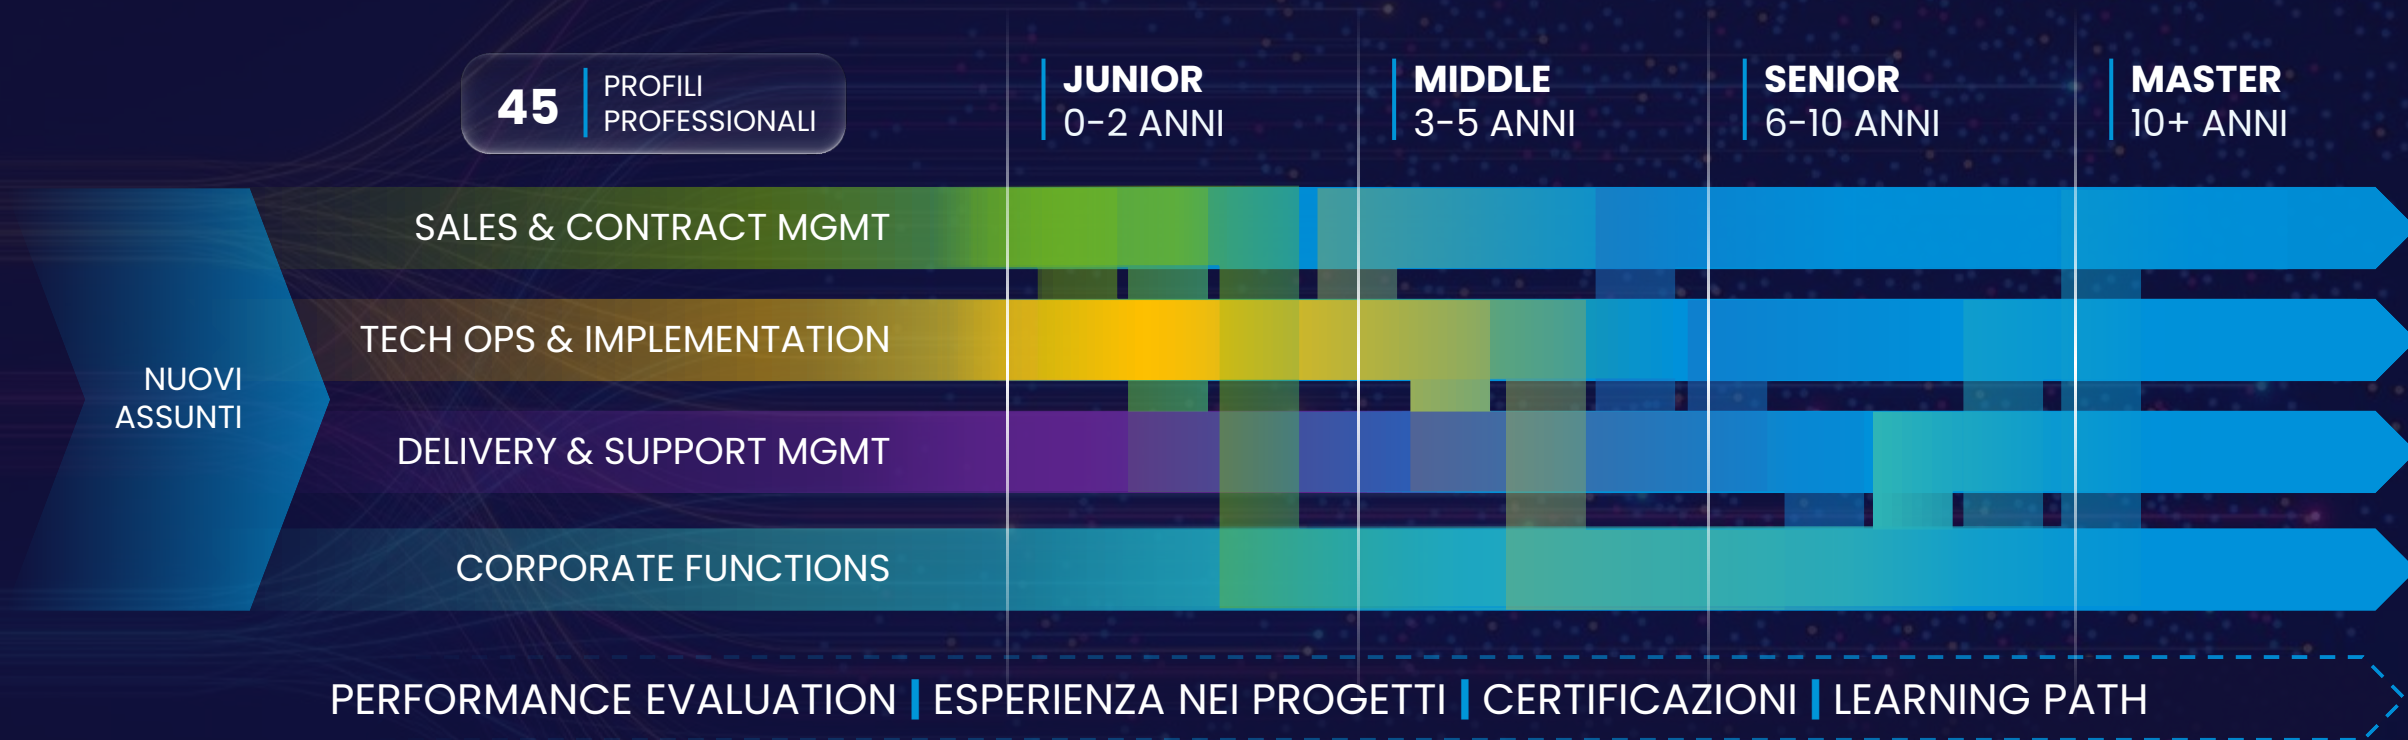 45
PROFILI
PROFESSIONALI
JUNIOR
0-2 ANNI
MIDDLE
3-5 ANNI
SENIOR
6-10 ANNI
MASTER
10+ ANNI
NUOVI
ASSUNTI
SALES & CONTRACT MGMT
TECH OPS & IMPLEMENTATION
DELIVERY & SUPPORT MGMT
CORPORATE FUNCTIONS
PERFORMANCE EVALUATION | ESPERIENZA NEI PROGETTI | CERTIFICAZIONI | LEARNING PATH